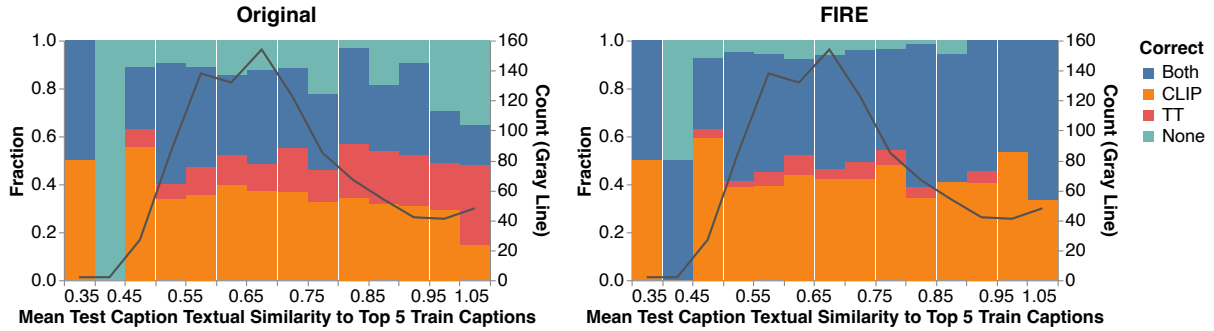 Original
FIRE
Fraction
1.0
0.8
0.6
0.4
0.2
0.0
160
140
120
100
80
60
40
20
0
Count (Gray Line)
0.35 0.45 0.55 0.65 0.75 0.85 0.95 1.05
Mean Test Caption Textual Similarity to Top 5 Train Captions
Fraction
1.0
0.8
0.6
0.4
0.2
0.0
160
140
120
100
80
60
40
20
0
Count (Gray Line)
0.35 0.45 0.55 0.65 0.75 0.85 0.95 1.05
Mean Test Caption Textual Similarity to Top 5 Train Captions
Correct
Both
CLIP
TT
None